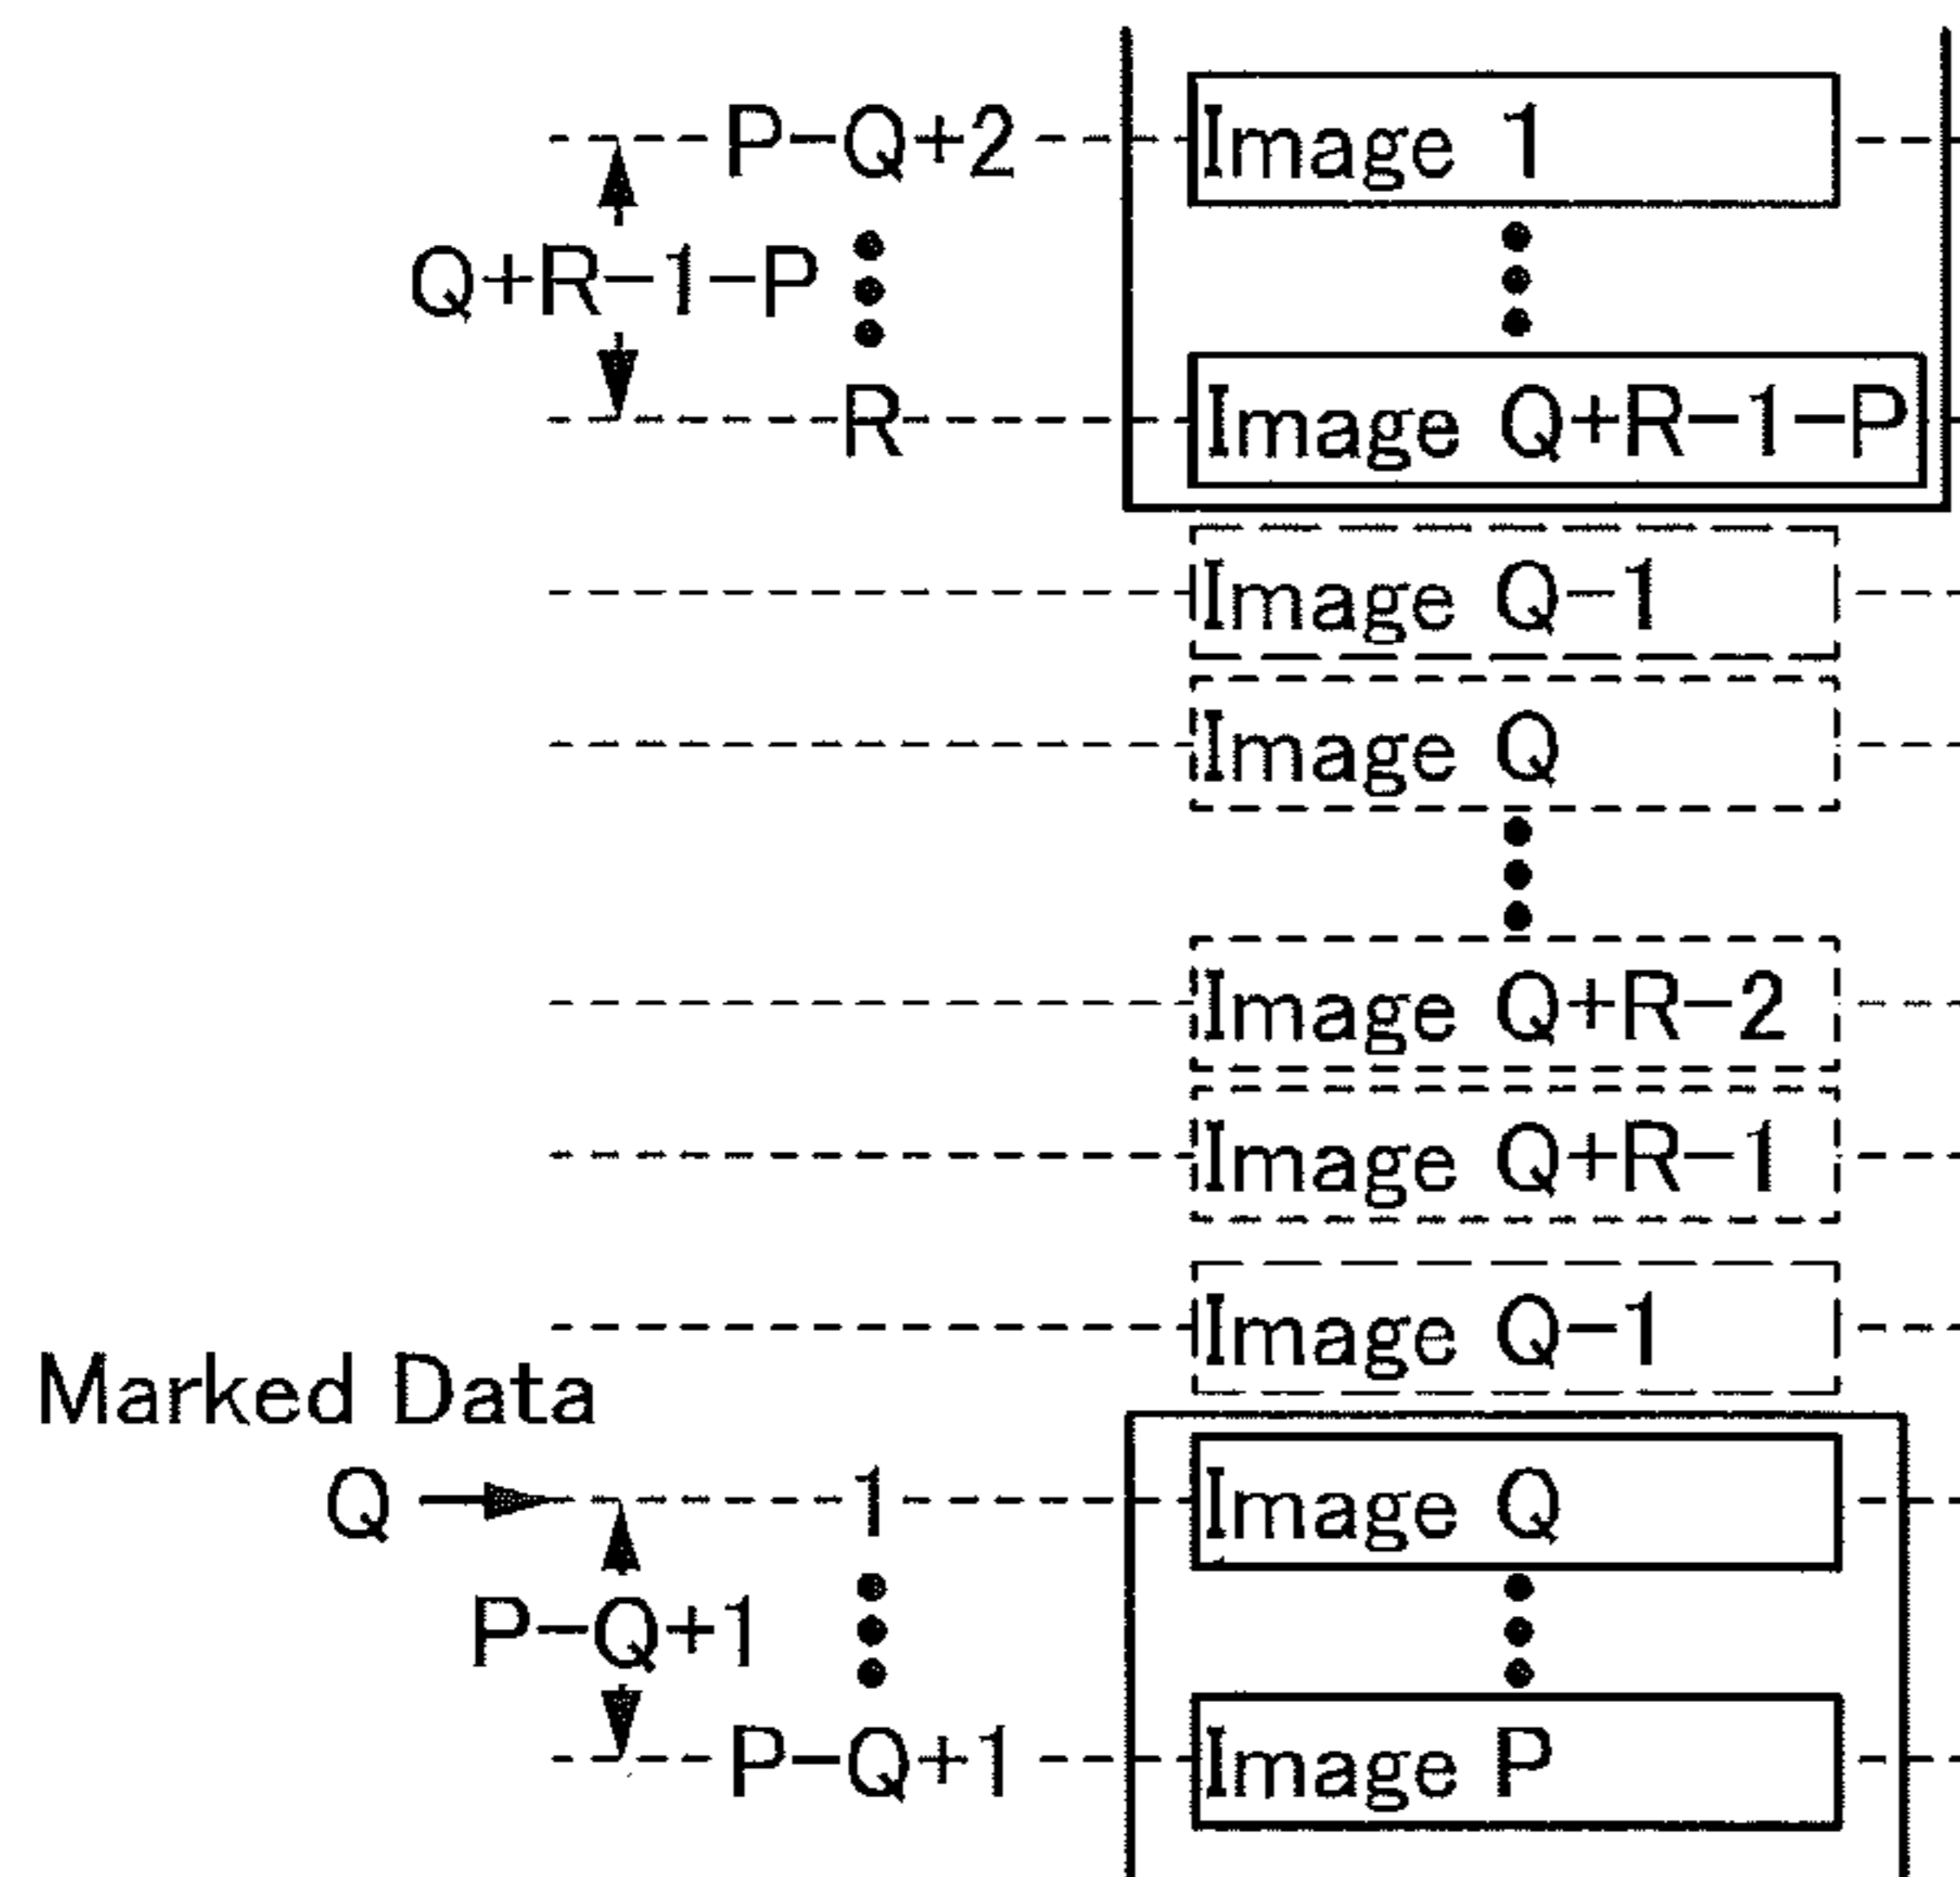 P-Q+2 Image 1
Q+R-1-P
R Image Q+R-1-P
Image Q-1
Image Q
Image Q+R-2
Image Q+R-1
Image Q-1
Marked Data
Q 1 Image Q
P-Q+1
P-Q+1 Image P